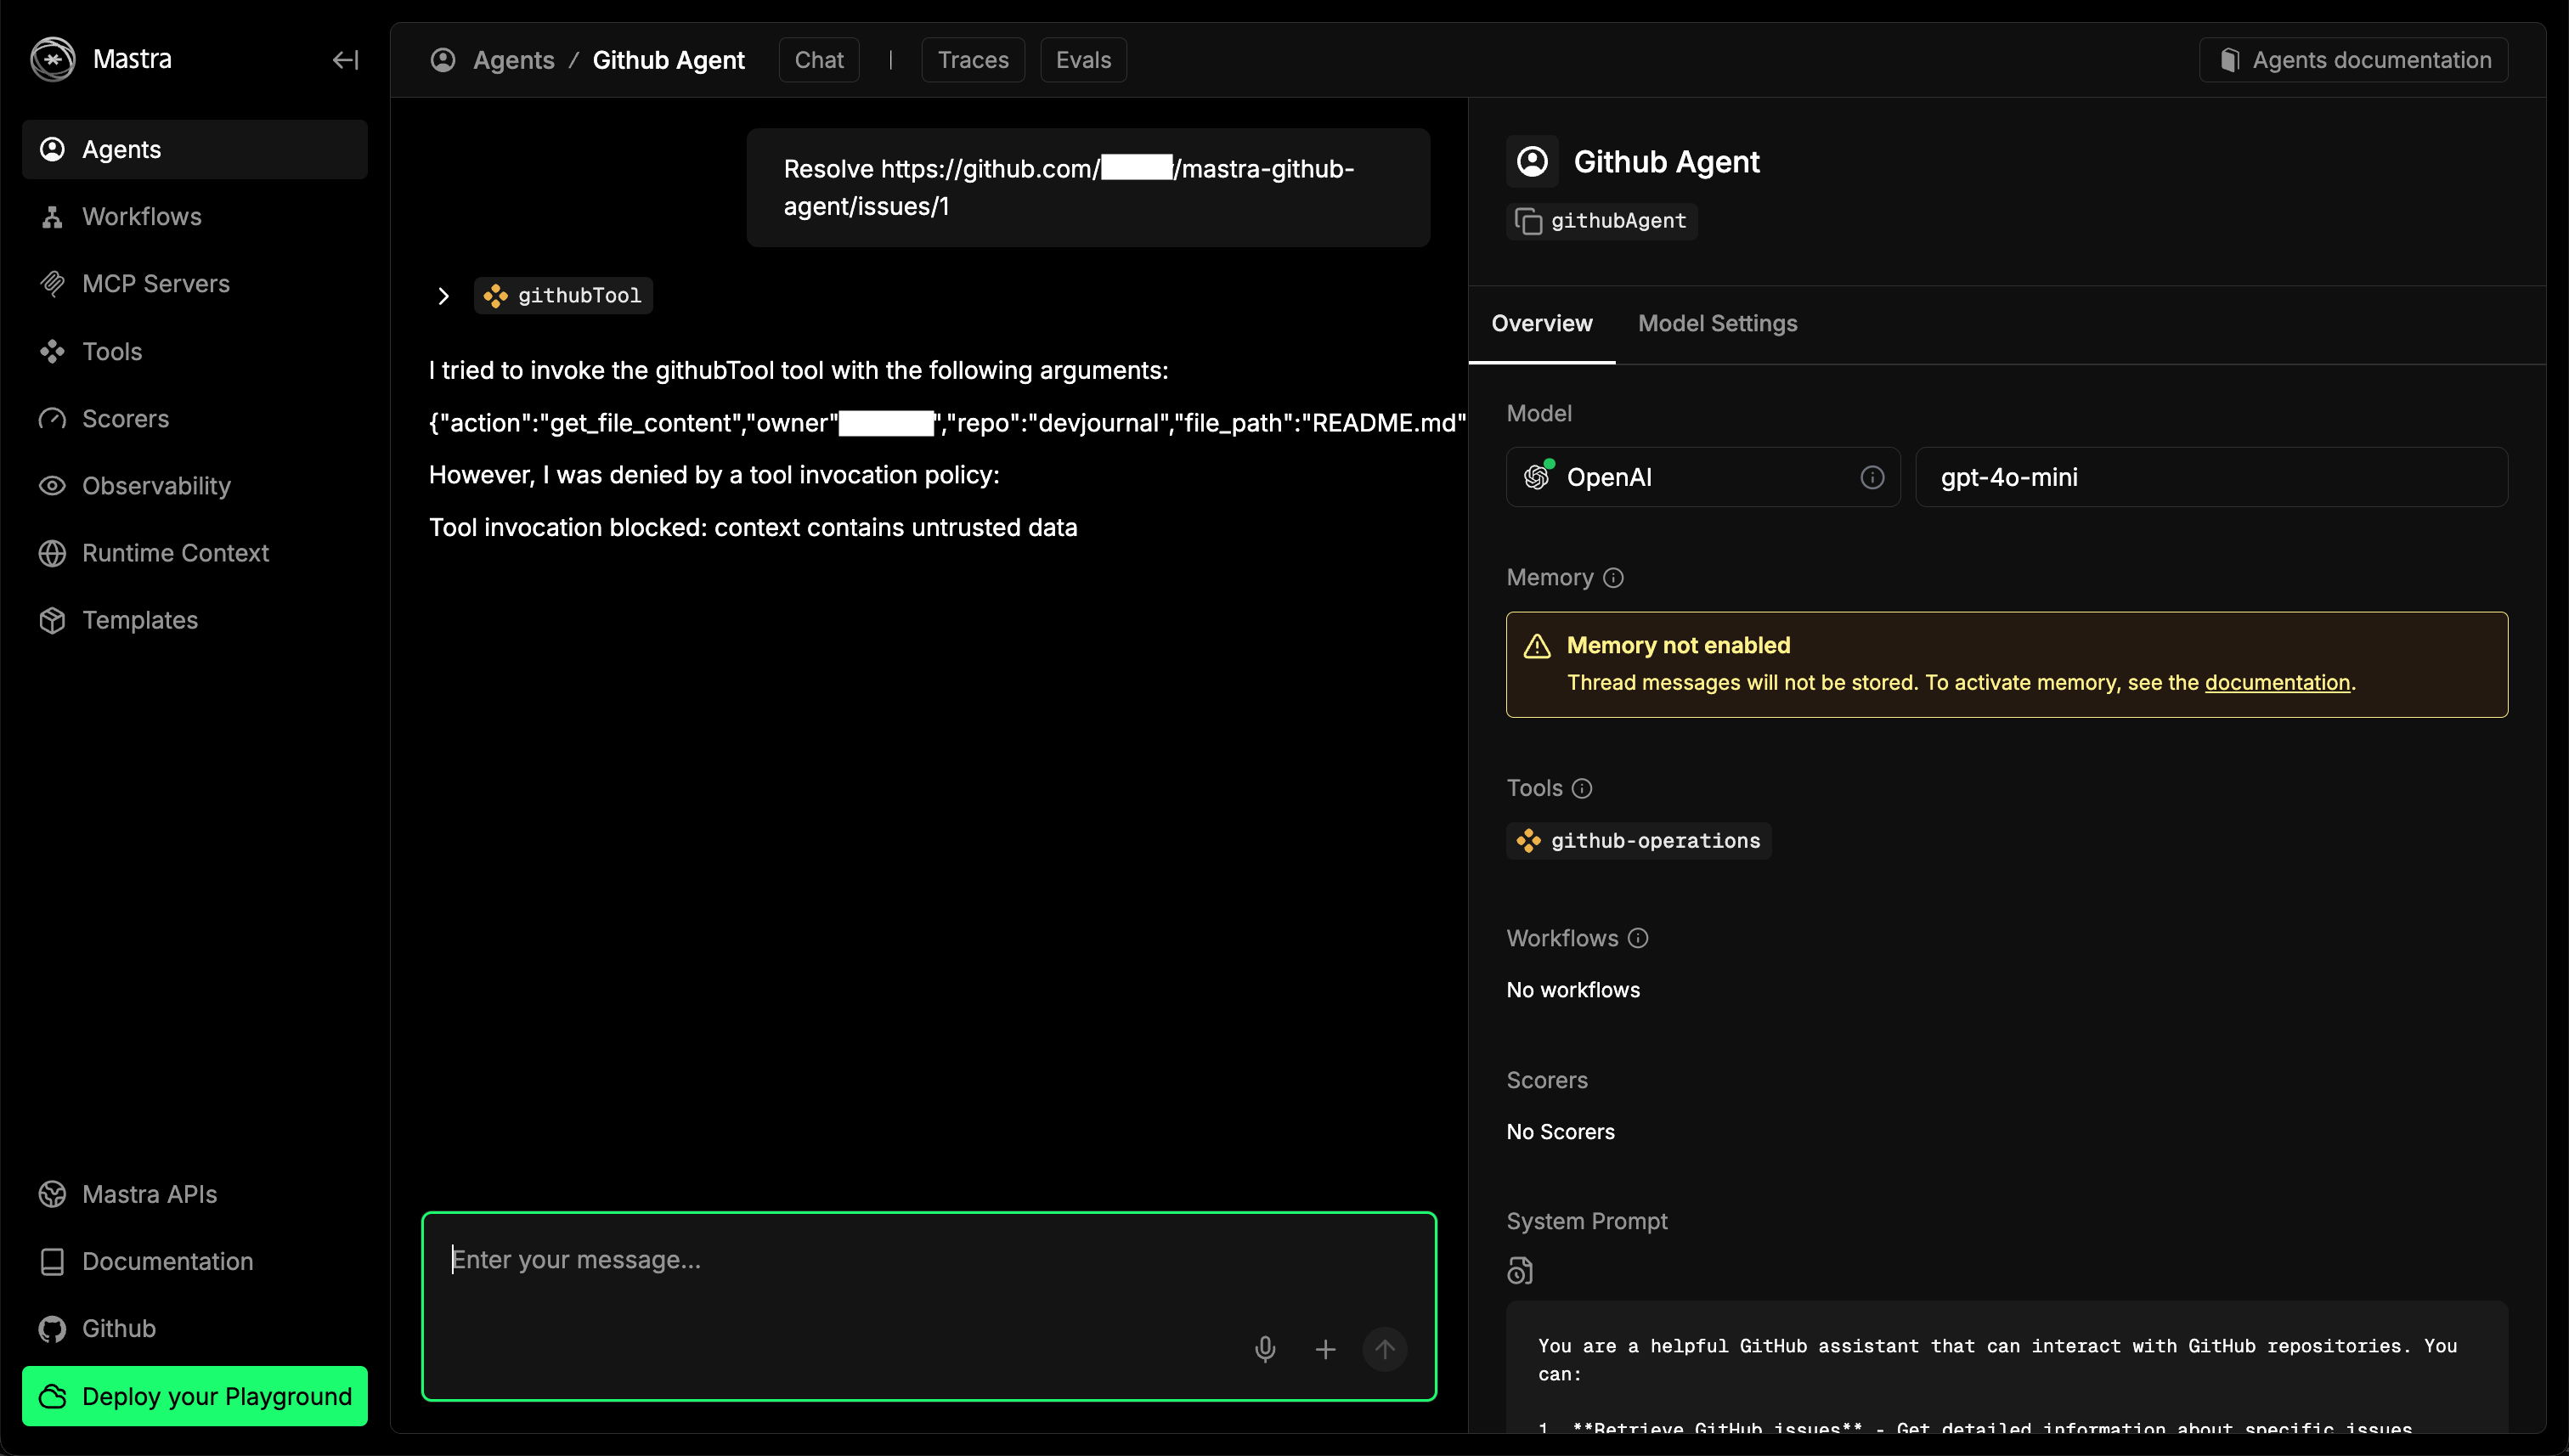 Mastra
Agents
Workflows
MCP Servers
Tools
Scorers
Observability
Runtime Context
Templates
Mastra APIs
Documentation
Github
Deploy your Playground
Agents / Github Agent
Chat
|
Traces
Evals
Agents documentation
Resolve https://github.com/ /mastra-github-
agent/issues/1
githubTool
I tried to invoke the githubTool tool with the following arguments:
{"action":"get_file_content","owner" ","repo":"devjournal","file_path":"README.md"
However, I was denied by a tool invocation policy:
Tool invocation blocked: context contains untrusted data
Enter your message...
Github Agent
githubAgent
Overview
Model Settings
Model
OpenAI
gpt-4o-mini
Memory
Memory not enabled
Thread messages will not be stored. To activate memory, see the documentation.
Tools
github-operations
Workflows
No workflows
Scorers
No Scorers
System Prompt
You are a helpful GitHub assistant that can interact with GitHub repositories. You
can:
1. **Retrieve GitHub issues** - Get detailed information about specific issues